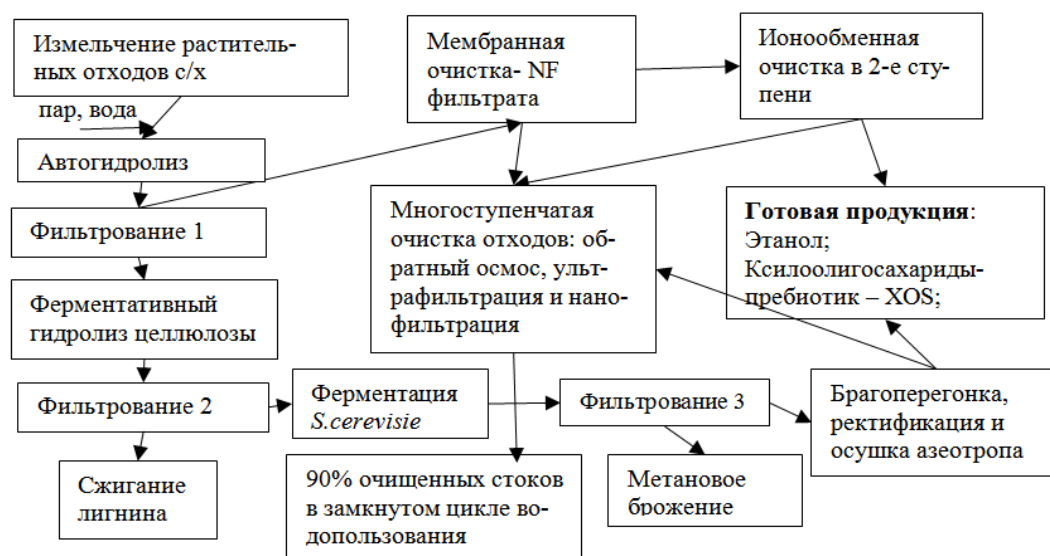 Измельчение раститель-
ных отходов с/х
пар, вода
Автогидролиз
Фильтрование 1
Ферментативный
гидролиз целлюлозы
Фильтрование 2
Сжигание
лигнина
Мембранная
очистка- NF
фильтрата
Ионообменная
очистка в 2-е сту-
пени
Многоступенчатая
очистка отходов: об-
ратный осмос, ульт-
рафильтрация и нано-
фильтрация
Готовая продукция:
Этанол;
Ксилоолигосахариды-
пребиотик – XOS;
Ферментация
S.cerevisie
Фильтрование 3
Брагоперегонка,
ректификация и
осушка азеотропа
90% очищенных стоков
в замкнутом цикле во-
допользования
Метановое
брожение